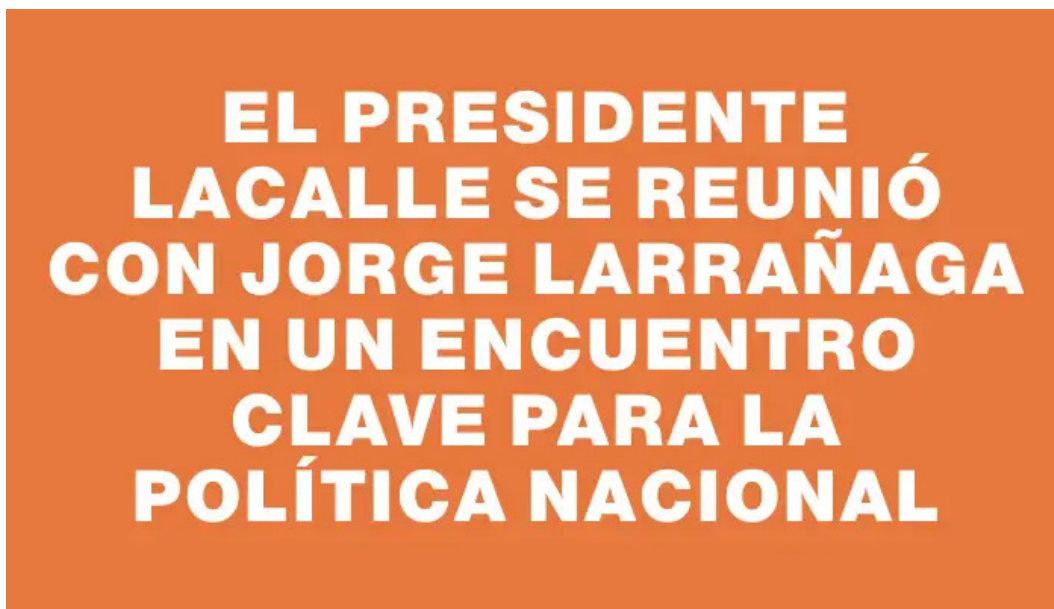 EL PRESIDENTE
LACALLE SE REUNIÓ
CON JORGE LARRAÑAGA
EN UN ENCUENTRO
CLAVE PARA LA
POLÍTICA NACIONAL